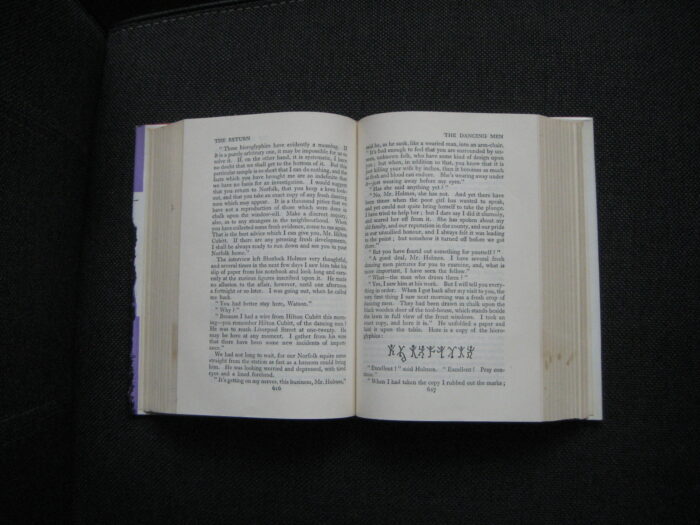 THE RETURN
"These hieroglyphics have evidently a meaning. If
it is a purely arbitrary one, it may be impossible for us to
solve it. If, on the other hand, it is systematic, I have
no doubt that we shall get to the bottom of it. But this
particular sample is so short that I can do nothing, and the
facts which you have brought me are so indefinite that
we have no basis for an investigation. I would suggest
that you return to Norfolk, that you keep a keen look-
out, and that you take an exact copy of any fresh dancing
men which may appear. It is a thousand pities that we
have not a reproduction of those which were done in
chalk upon the window-sill. Make a discreet inquiry,
also, as to any strangers in the neighbourhood. When
you have collected some fresh evidence, come to me again.
That is the best advice which I can give you, Mr. Hilton
Cubitt. If there are any pressing fresh developments,
I shall be always ready to run down and see you in your
Norfolk home."
The interview left Sherlock Holmes very thoughtful,
and several times in the next few days I saw him take his
slip of paper from his notebook and look long and earn-
estly at the curious figures inscribed upon it. He made
no allusion to the affair, however, until one afternoon
a fortnight or so later. I was going out, when he called
me back.
"You had better stay here, Watson."
"Why?"
"Because I had a wire from Hilton Cubitt this morn-
ing—you remember Hilton Cubitt, of the dancing men?
He was to reach Liverpool Street at one-twenty. He
may be here at any moment. I gather from his wire
that there have been some new incidents of import-
ance."
We had not long to wait, for our Norfolk squire came
straight from the station as fast as a hansom could bring
him. He was looking worried and depressed, with tired
eyes and a lined forehead.
"It's getting on my nerves, this business, Mr. Holmes,"
616
THE DANCING MEN
said he, as he sank, like a wearied man, into an arm-chair.
"It's bad enough to feel that you are surrounded by un-
seen, unknown folk, who have some kind of design upon
you; but when, in addition to that, you know that it is
just killing your wife by inches, then it becomes as much
as flesh and blood can endure. She's wearing away under
it—just wearing away before my eyes."
"Has she said anything yet?"
"No, Mr. Holmes, she has not. And yet there have
been times when the poor girl has wanted to speak,
and yet could not quite bring herself to take the plunge.
I have tried to help her; but I dare say I did it clumsily,
and scared her off from it. She has spoken about my
old family, and our reputation in the county, and our pride
in our unsullied honour, and I always felt it was leading
to the point; but somehow it turned off before we got
there."
"But you have found out something for yourself?"
"A good deal, Mr. Holmes. I have several fresh
dancing men pictures for you to examine, and, what is
more important, I have seen the fellow."
"What—the man who draws them?"
"Yes, I saw him at his work. But I will tell you every-
thing in order. When I got back after my visit to you, the
very first thing I saw next morning was a fresh crop of
dancing men. They had been drawn in chalk upon the
black wooden door of the tool-house, which stands beside
the lawn in full view of the front windows. I took an
exact copy, and here it is." He unfolded a paper and
laid it upon the table. Here is a copy of the hiero-
glyphics:
"Excellent!" said Holmes. "Excellent! Pray con-
tinue."
"When I had taken the copy I rubbed out the marks;
617